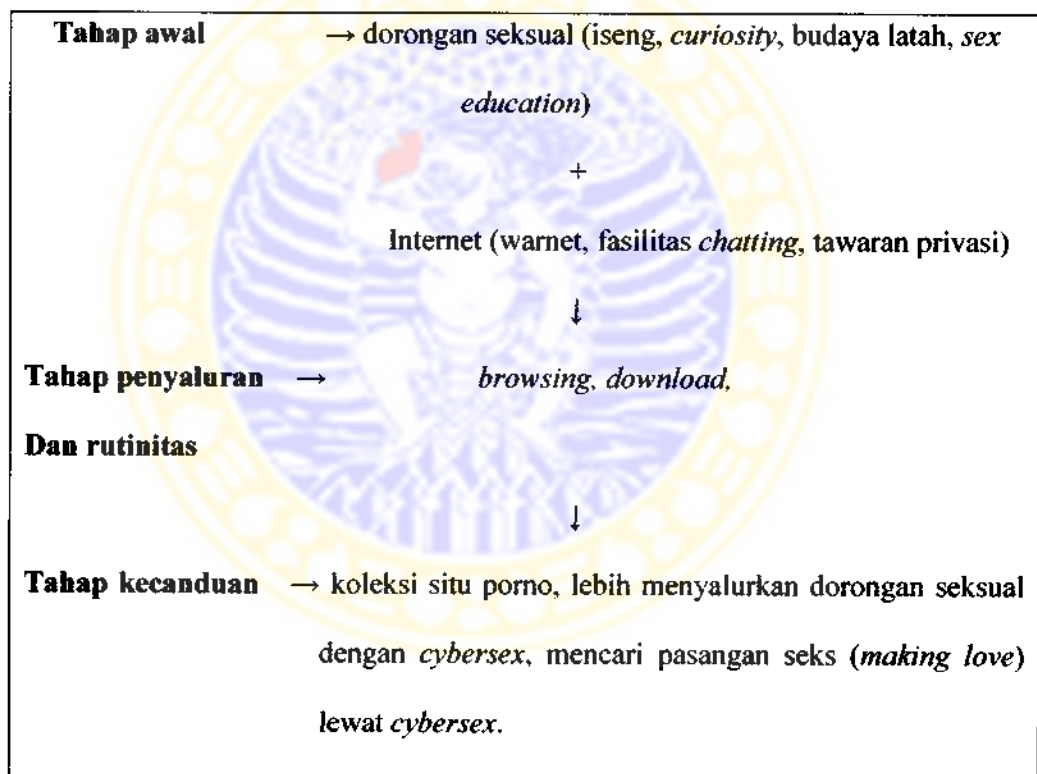 Tahap awal → dorongan seksual (iseng, curiosity, budaya latah, sex
education)
+
Internet (warnet, fasilitas chatting, tawaran privasi)
↓
Tahap penyaluran → browsing, download,
Dan rutinitas
↓
Tahap kecanduan → koleksi situ porno, lebih menyalurkan dorongan seksual
dengan cybersex, mencari pasangan seks (making love)
lewat cybersex.